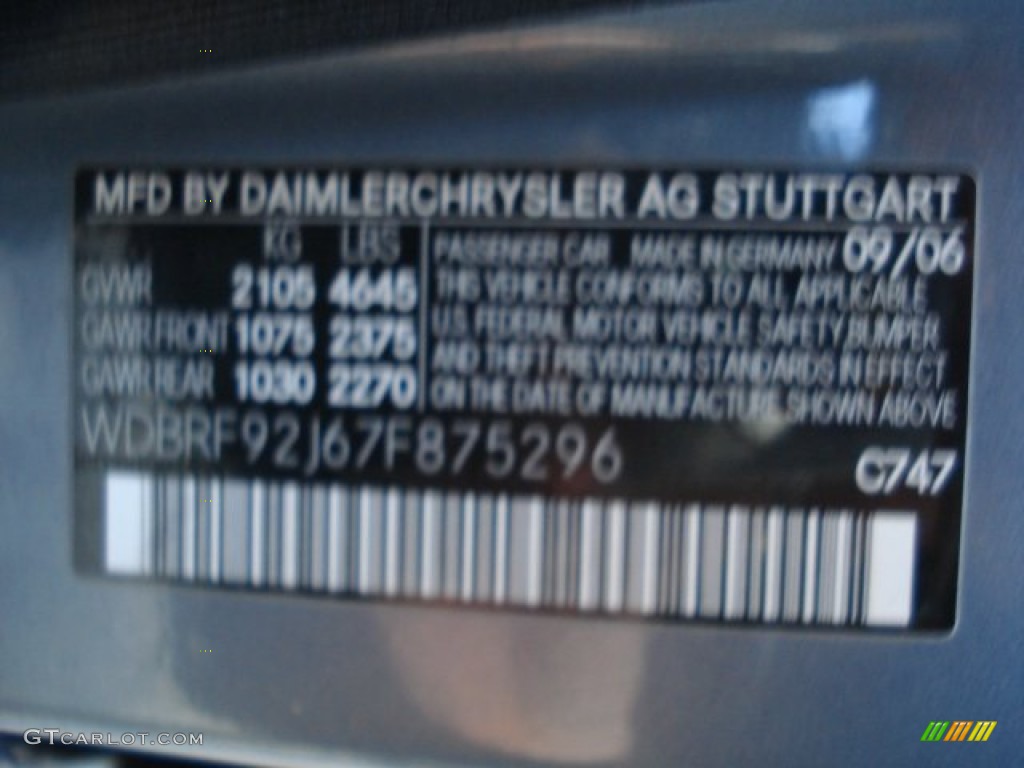 MFD BY DAIMLERCHRYSLER AG STUTTGART
KG LBS
GVWR 2105 4645
GAWR FRONT 1075 2375
GAWR REAR 1030 2270
PASSENGER CAR MADE IN GERMANY 09/06
THIS VEHICLE CONFORMS TO ALL APPLICABLE
U.S. FEDERAL MOTOR VEHICLE SAFETY, BUMPER,
AND THEFT PREVENTION STANDARDS IN EFFECT
ON THE DATE OF MANUFACTURE SHOWN ABOVE
WDBRF92J67F875296
C747
GTCARLOT.COM